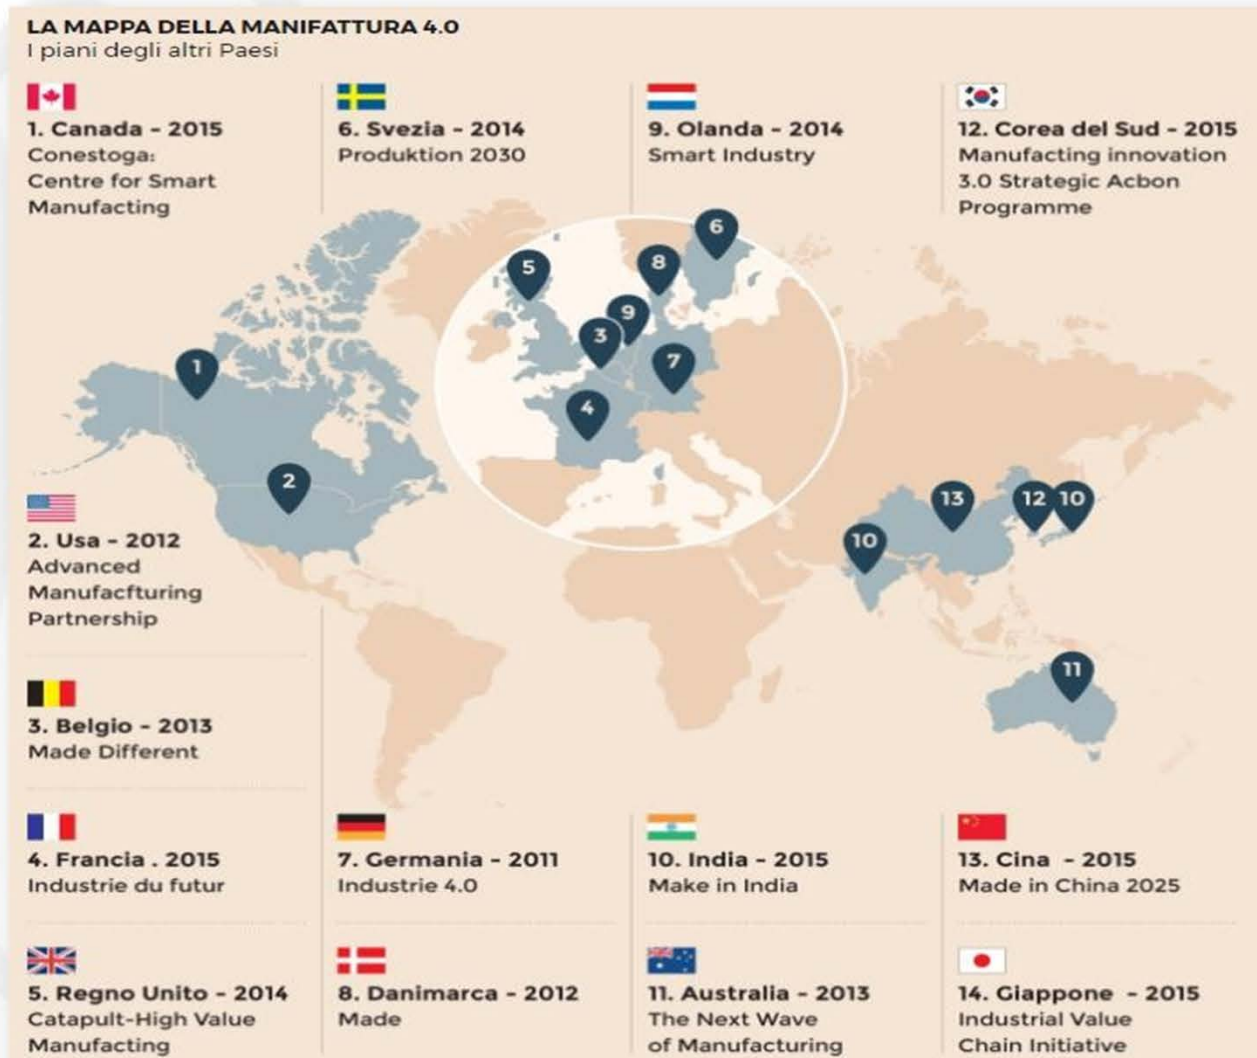 LA MAPPA DELLA MANIFATTURA 4.0
I piani degli altri Paesi
1. Canada - 2015
Conestoga:
Centre for Smart
Manufacting
6. Svezia - 2014
Produktion 2030
9. Olanda - 2014
Smart Industry
12. Corea del Sud - 2015
Manufacting innovation
3.0 Strategic Acbon
Programme
6
5
8
9
3
7
1
4
2
13
12
10
10
11
2. Usa - 2012
Advanced
Manufacfturing
Partnership
3. Belgio - 2013
Made Different
4. Francia . 2015
Industrie du futur
7. Germania - 2011
Industrie 4.0
10. India - 2015
Make in India
13. Cina - 2015
Made in China 2025
5. Regno Unito - 2014
Catapult-High Value
Manufacting
8. Danimarca - 2012
Made
11. Australia - 2013
The Next Wave
of Manufacturing
14. Giappone - 2015
Industrial Value
Chain Initiative